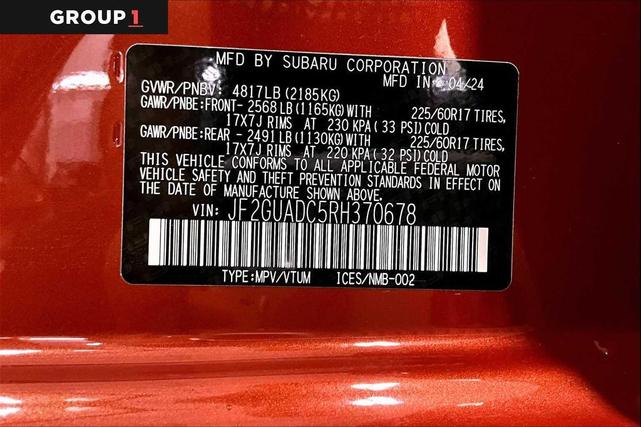 GROUP 1
MFD BY SUBARU CORPORATION
MFD IN 04/24
GVWR/PNBV: 4817LB (2185KG)
GAWR/PNBE:FRONT- 2568 LB (1165KG) WITH 225/60R17 TIRES,
17X7J RIMS AT 230 KPA ( 33 PSI) COLD
GAWR/PNBE:REAR - 2491 LB (1130KG) WITH 225/60R17 TIRES,
17X7J RIMS AT 220 KPA ( 32 PSI) COLD
THIS VEHICLE CONFORMS TO ALL APPLICABLE FEDERAL MOTOR
VEHICLE SAFETY AND THEFT PREVENTION STANDARDS IN EFFECT ON
THE DATE OF MANUFACTURE SHOWN ABOVE.
VIN: JF2GUADC5RH370678
TYPE:MPV/VTUM ICES/NMB-002